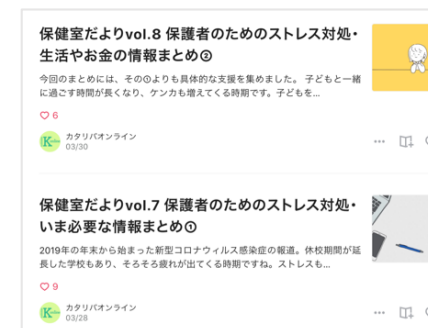 保健室だよりvol.8 保護者のためのストレス対処・
生活やお金の情報まとめ②
今回のまとめには、その①よりも具体的な支援を集めました。 子どもと一緒
に過ごす時間が長くなり、ケンカも増えてくる時期です。子どもを...
6
カタリバオンライン
03/30
保健室だよりvol.7 保護者のためのストレス対処・
いま必要な情報まとめ①
2019年の年末から始まった新型コロナウィルス感染症の報道。休校期間が延
長した学校もあり、そろそろ疲れが出てくる時期ですね。ストレスも...
9
カタリバオンライン
03/28